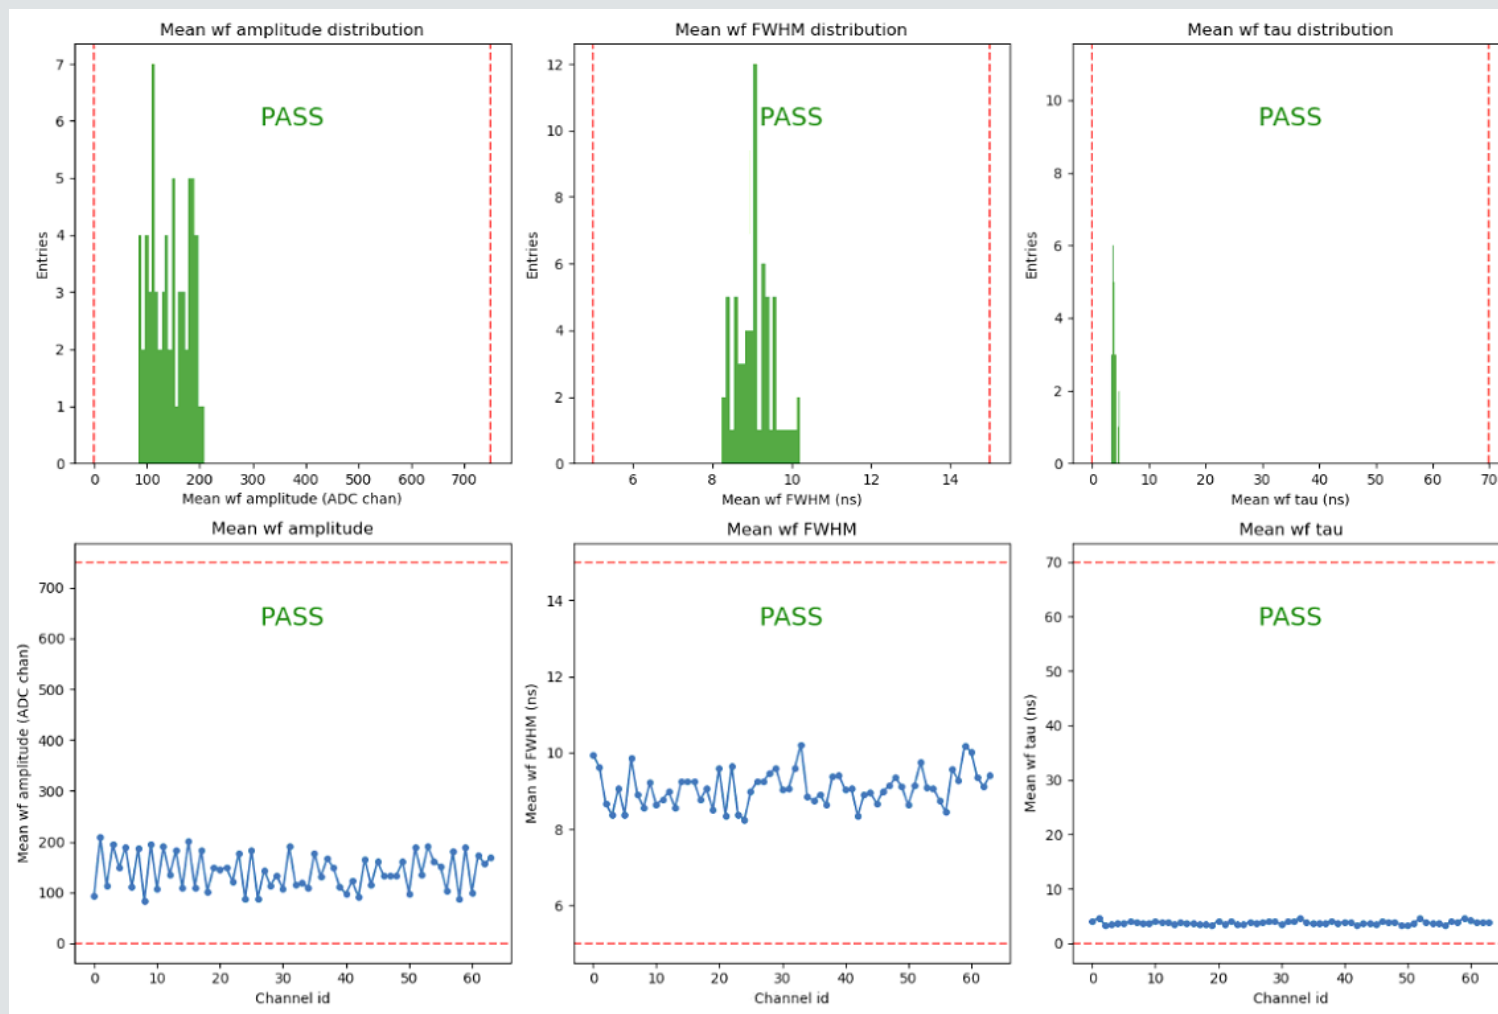 Mean wf amplitude distribution
7
6
5
4
3
2
1
0
Entries
PASS
0 100 200 300 400 500 600 700
Mean wf amplitude (ADC chan)
Mean wf FWHM distribution
12
10
8
6
4
2
0
Entries
PASS
6 8 10 12 14
Mean wf FWHM (ns)
Mean wf tau distribution
10
8
6
4
2
0
Entries
PASS
0 10 20 30 40 50 60 70
Mean wf tau (ns)
Mean wf amplitude
700
600
500
400
300
200
100
0
Mean wf amplitude (ADC chan)
PASS
0 10 20 30 40 50 60
Channel id
Mean wf FWHM
14
12
10
8
6
Mean wf FWHM (ns)
PASS
0 10 20 30 40 50 60
Channel id
Mean wf tau
70
60
50
40
30
20
10
0
Mean wf tau (ns)
PASS
0 10 20 30 40 50 60
Channel id